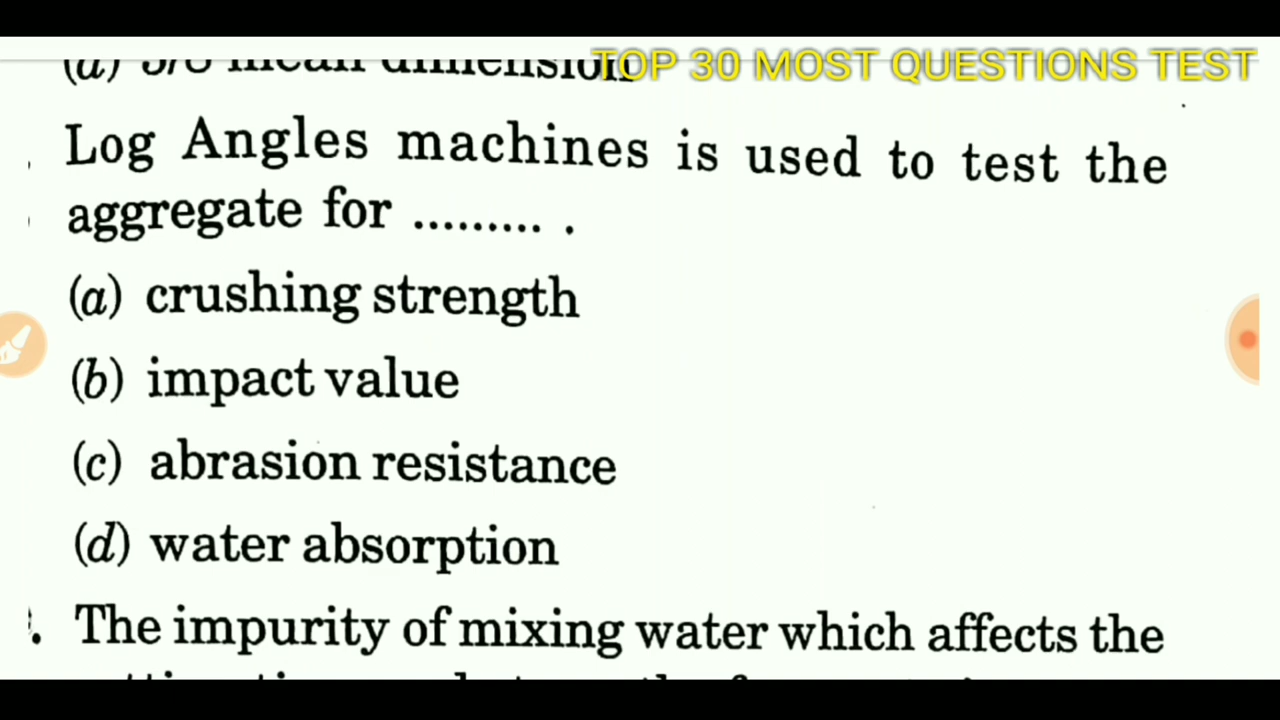 TOP 30 MOST QUESTIONS TEST
Log Angles machines is used to test the
aggregate for ......... .
(a) crushing strength
(b) impact value
(c) abrasion resistance
(d) water absorption
The impurity of mixing water which affects the